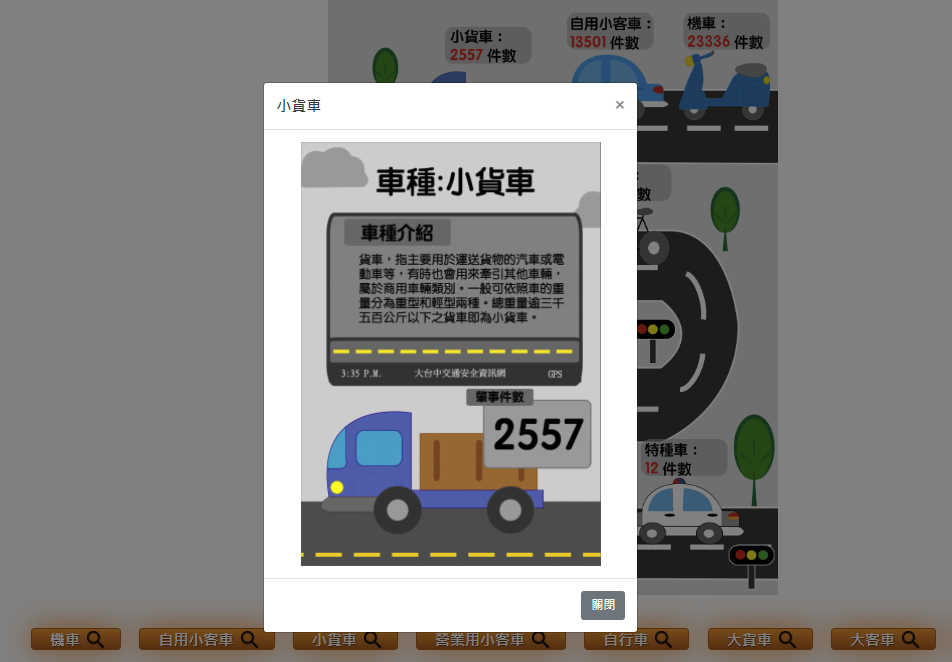 小貨車：
2557 件數
自用小客車：
13501 件數
機車：
23336 件數
小貨車
×
車種:小貨車
車種介紹
貨車，指主要用於運送貨物的汽車或電
動車等，有時也會用來牽引其他車輛，
屬於商用車輛類別。一般可依照車的重
量分為重型和輕型兩種。總重量逾三千
五百公斤以下之貨車即為小貨車。
3:35 P.M.
大台中交通安全資訊網
GPS
肇事件數
2557
：
數
特種車：
12 件數
關閉
機車
自用小客車
小貨車
營業用小客車
自行車
大貨車
大客車